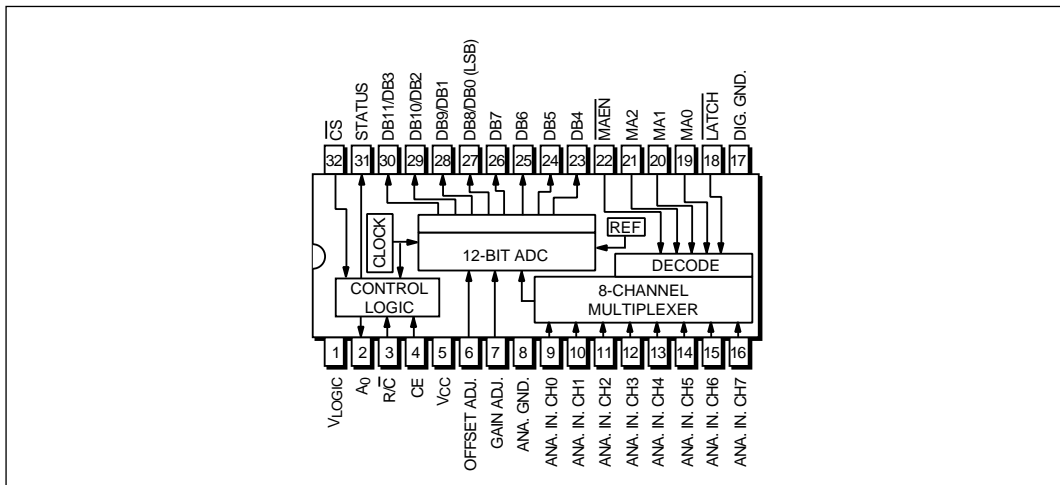 C̅S̅
STATUS
DB11/DB3
DB10/DB2
DB9/DB1
DB8/DB0 (LSB)
DB7
DB6
DB5
DB4
M̅A̅E̅N̅
MA2
MA1
MA0
L̅A̅T̅C̅H̅
DIG. GND.
32 31 30 29 28 27 26 25 24 23 22 21 20 19 18 17
CLOCK
REF
12-BIT ADC
DECODE
CONTROL
LOGIC
8-CHANNEL
MULTIPLEXER
1 2 3 4 5 6 7 8 9 10 11 12 13 14 15 16
VLOGIC
A0
R/C̅
CE
VCC
OFFSET ADJ.
GAIN ADJ.
ANA. GND.
ANA. IN. CH0
ANA. IN. CH1
ANA. IN. CH2
ANA. IN. CH3
ANA. IN. CH4
ANA. IN. CH5
ANA. IN. CH6
ANA. IN. CH7